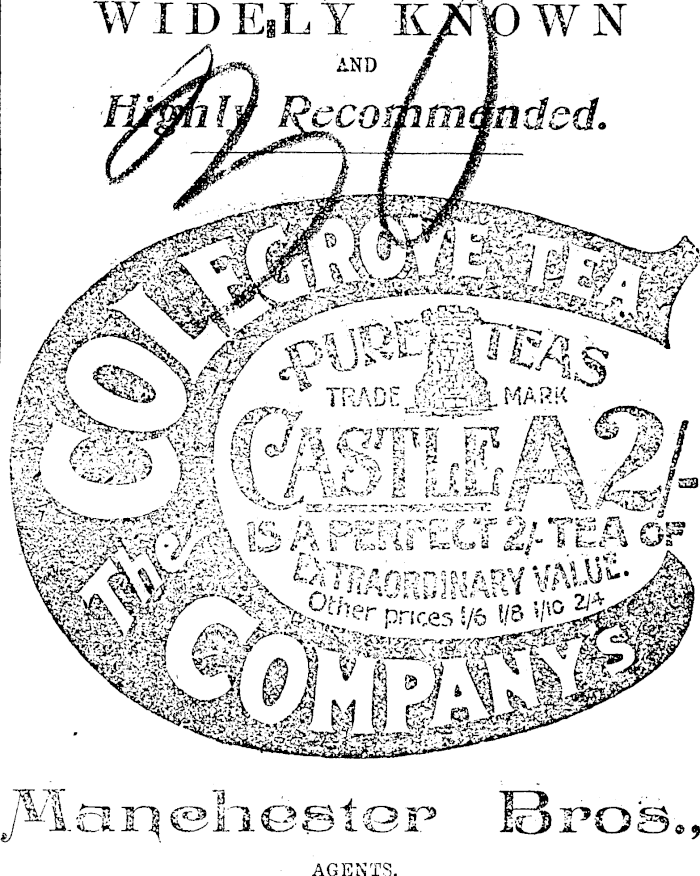 WIDELY KNOWN
AND
Highly Recommended.
30
The COLEGROVE TEA
COMPANY'S
PURE TEAS
TRADE MARK
CASTLE A 2/-
IS A PERFECT 2/- TEA OF
EXTRAORDINARY VALUE.
Other prices 1/6 1/8 1/10 2/4
Manchester Bros.,
AGENTS.